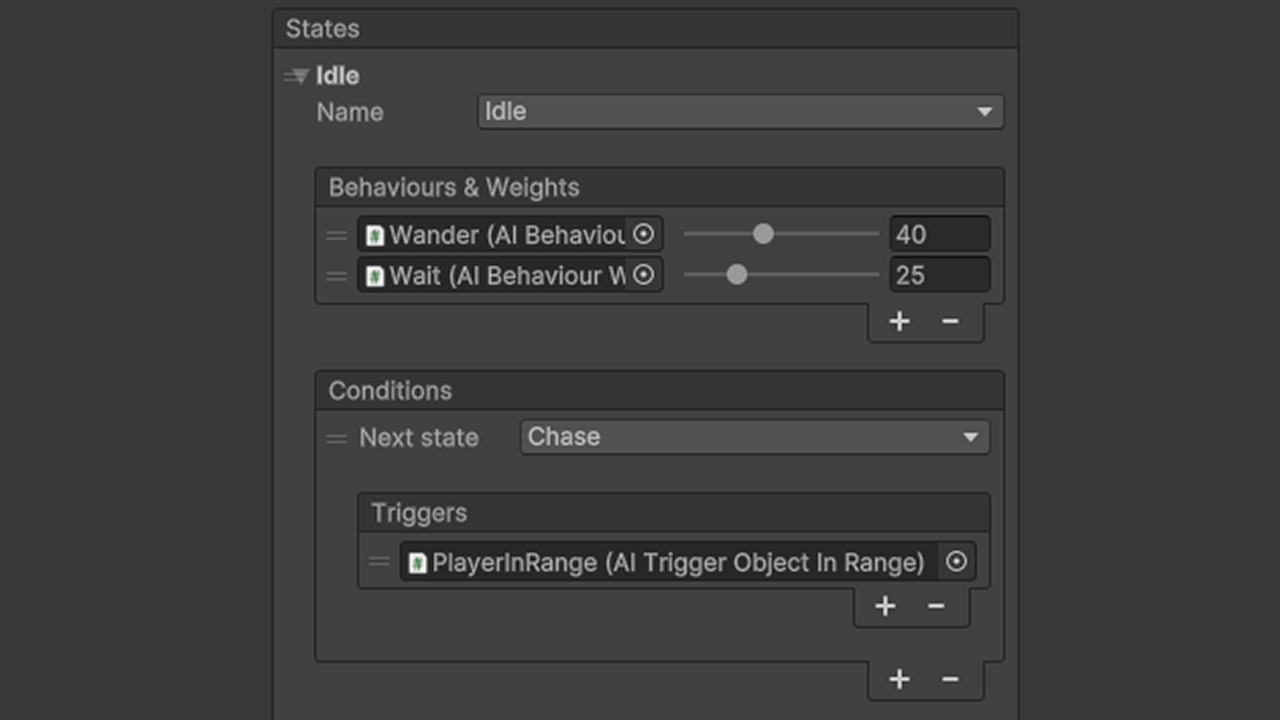 States
Idle
Name Idle
Behaviours & Weights
Wander (AI Behaviou 40
Wait (AI Behaviour W 25
+ −
Conditions
Next state Chase
Triggers
PlayerInRange (AI Trigger Object In Range)
+ −
+ −